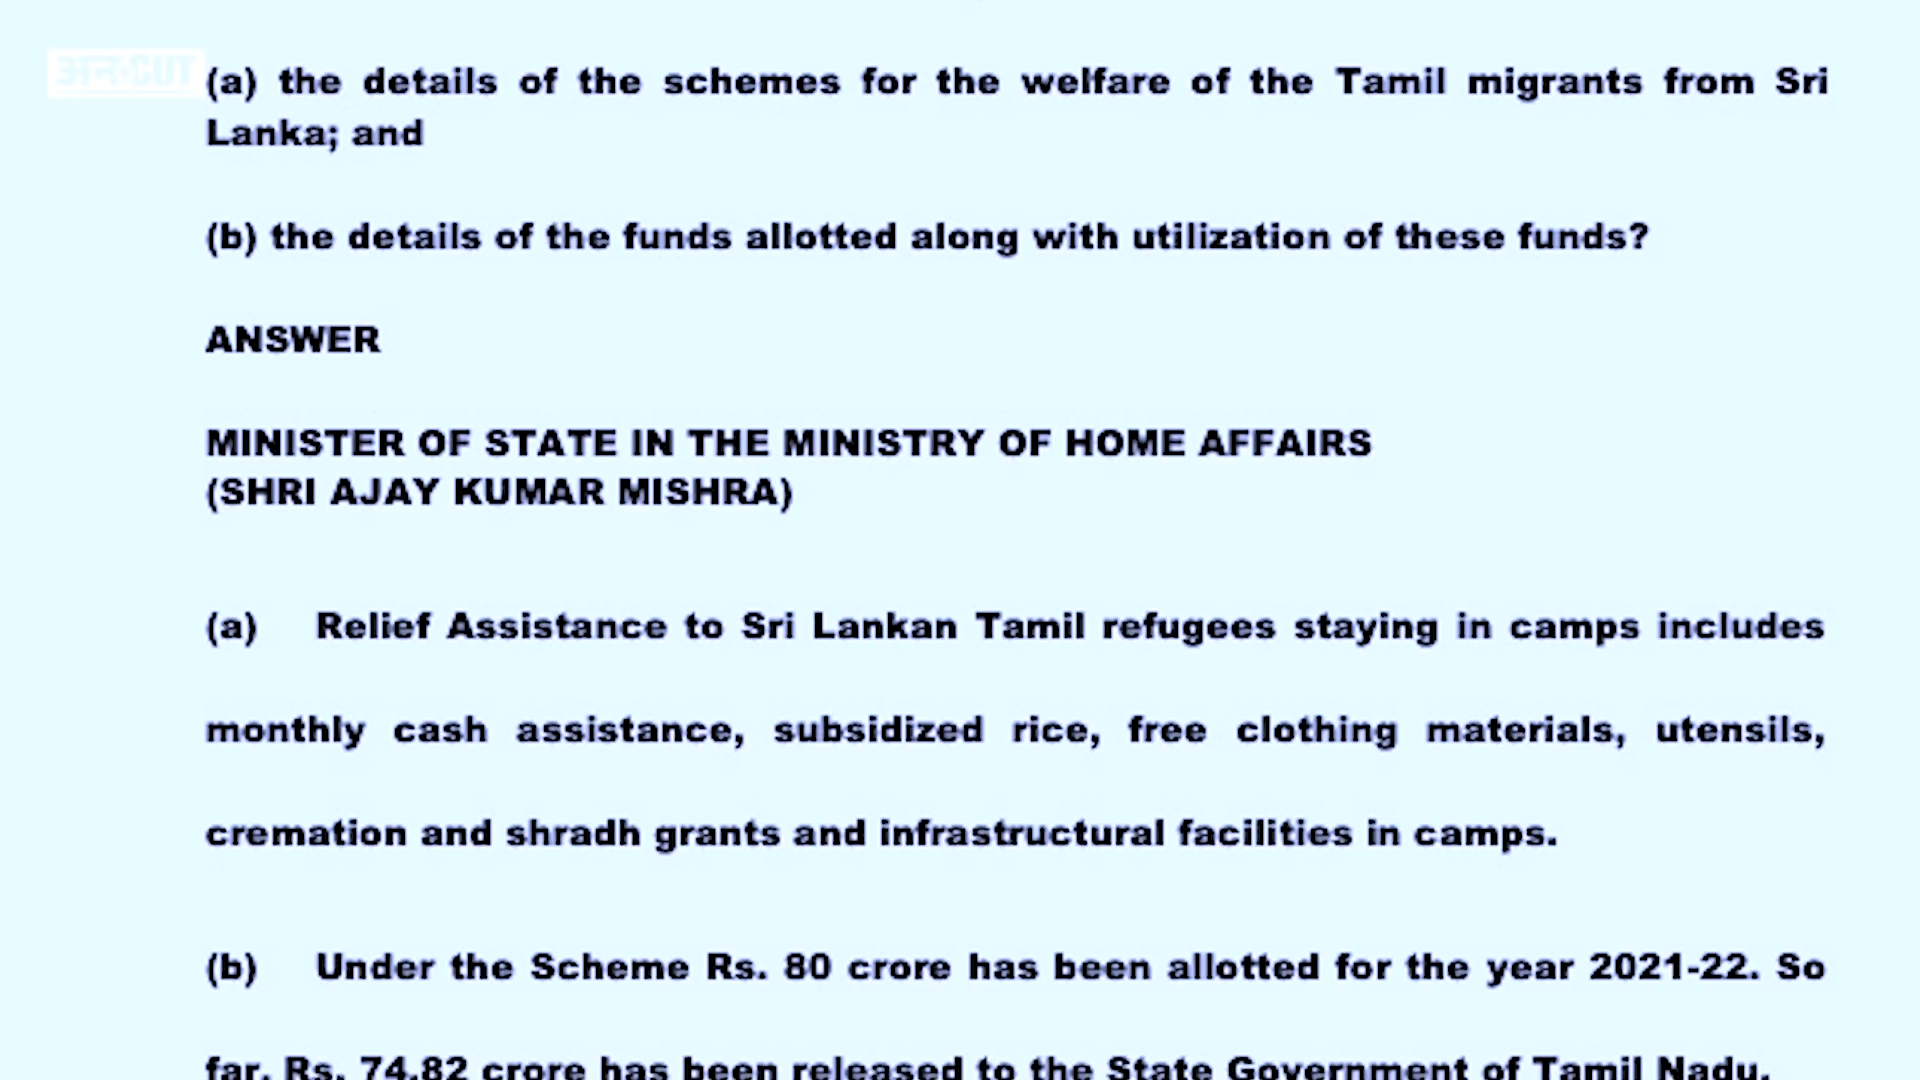 अनCUT
(a) the details of the schemes for the welfare of the Tamil migrants from Sri
Lanka; and
(b) the details of the funds allotted along with utilization of these funds?
ANSWER
MINISTER OF STATE IN THE MINISTRY OF HOME AFFAIRS
(SHRI AJAY KUMAR MISHRA)
(a) Relief Assistance to Sri Lankan Tamil refugees staying in camps includes
monthly cash assistance, subsidized rice, free clothing materials, utensils,
cremation and shradh grants and infrastructural facilities in camps.
(b) Under the Scheme Rs. 80 crore has been allotted for the year 2021-22. So
far, Rs. 74.82 crore has been released to the State Government of Tamil Nadu.